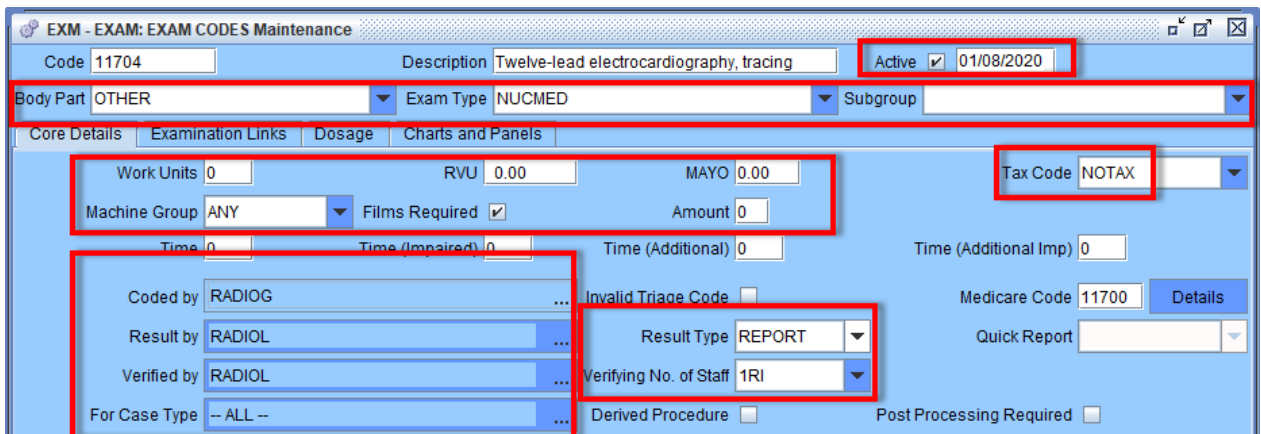 EXM - EXAM: EXAM CODES Maintenance
Code 11704 Description Twelve-lead electrocardiography, tracing Active 01/08/2020
Body Part OTHER Exam Type NUCMED Subgroup
Core Details Examination Links Dosage Charts and Panels
Work Units 0 RVU 0.00 MAYO 0.00 Tax Code NOTAX
Machine Group ANY Films Required Amount 0
Time 0 Time (Impaired) 0 Time (Additional) 0 Time (Additional Imp) 0
Coded by RADIOG ... Invalid Triage Code Medicare Code 11700 Details
Result by RADIOL ... Result Type REPORT Quick Report
Verified by RADIOL ... Verifying No. of Staff 1RI
For Case Type -- ALL -- ... Derived Procedure Post Processing Required